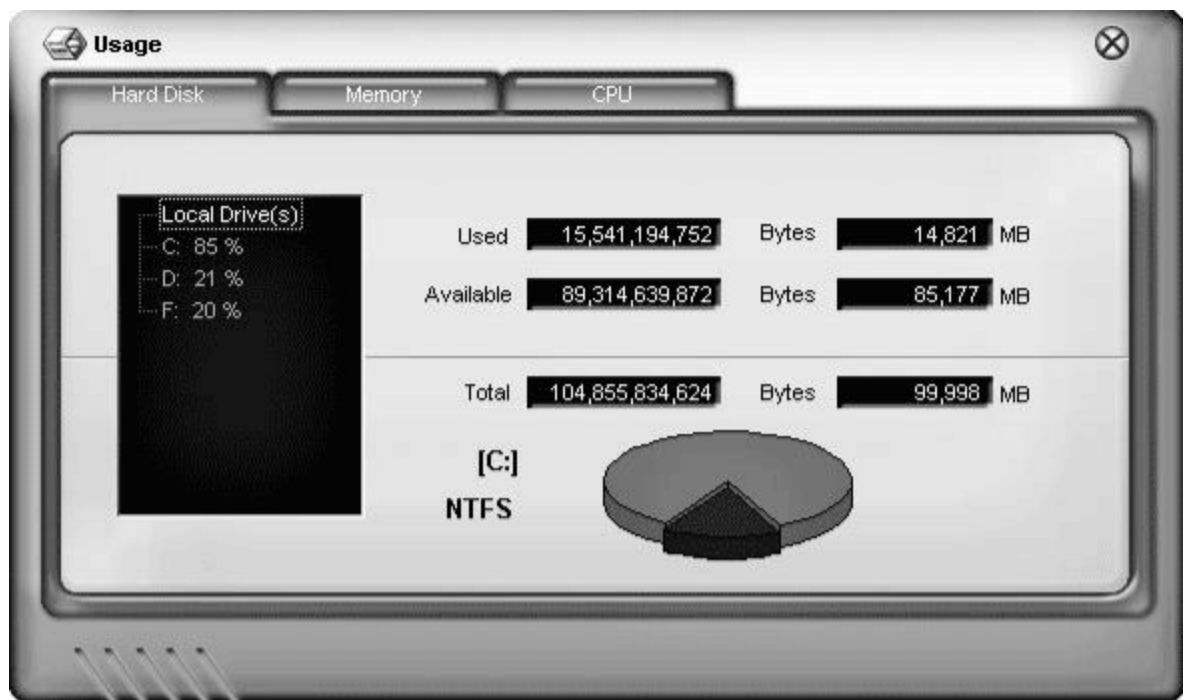 Usage
Hard Disk Memory CPU
Local Drive(s)
C: 85 %
D: 21 %
F: 20 %
Used 15,541,194,752 Bytes 14,821 MB
Available 89,314,639,872 Bytes 85,177 MB
Total 104,855,834,624 Bytes 99,998 MB
[C:]
NTFS